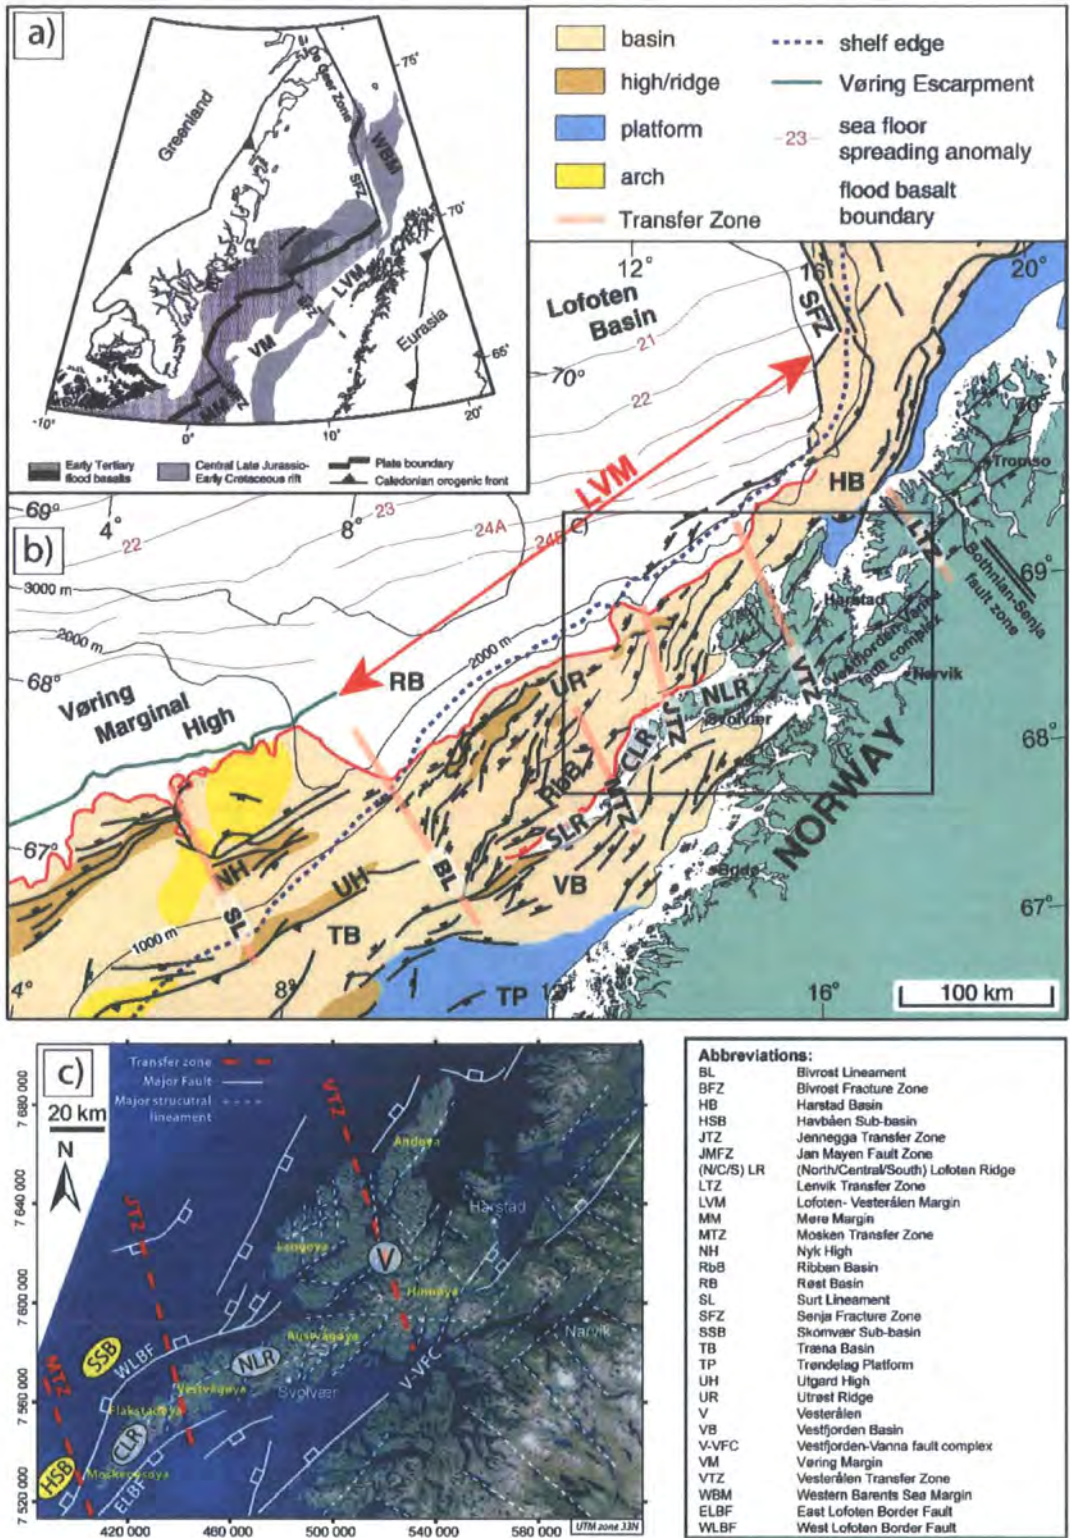 a)
Greenland
De Geer Zone
WBM
SFZ
LVM
VM
Eurasia
75°
70°
65°
-10°
0°
10°
20°
Early Tertiary
flood basalts
Central Late Jurassic-
Early Cretaceous rift
Plate boundary
Caledonian orogenic front
basin
high/ridge
platform
arch
Transfer Zone
shelf edge
Vøring Escarpment
-23- sea floor
spreading anomaly
flood basalt
boundary
b)
12°
16°
20°
Lofoten
Basin
SFZ
21
70°
22
LVM
HB
Tromsø
69°
4°
8°
23
24A
24B
22
c)
LTZ
Bothnian-Senja
fault zone
69°
3000 m
2000 m
2000 m
Harstad
Vestfjorden-Vanna
fault complex
Narvik
68°
RB
UR
NLR
VTZ
Svolvær
JTZ
Vøring
Marginal
High
CLR
RbB
MTZ
SLR
68°
NORWAY
67°
NH
BL
VB
Bodø
UH
SL
1000 m
TB
67°
4°
8°
TP
12°
16°
100 km
c)
Transfer zone
Major Fault
Major strucutral
lineament
20 km
N
VTZ
Andøya
Harstad
JTZ
Langøya
V
Hinnøya
Narvik
Austvågøya
SSB
WLBF
NLR
V-VFC
MTZ
Vestvågøya
Svolvær
Flakstadøya
CLR
HSB
Moskenesøya
ELBF
7 680 000
7 640 000
7 600 000
7 560 000
7 520 000
420 000
460 000
500 000
540 000
580 000
UTM zone 33N
Abbreviations:
BL Bivrost Lineament
BFZ Bivrost Fracture Zone
HB Harstad Basin
HSB Havbåen Sub-basin
JTZ Jennegga Transfer Zone
JMFZ Jan Mayen Fault Zone
(N/C/S) LR (North/Central/South) Lofoten Ridge
LTZ Lenvik Transfer Zone
LVM Lofoten- Vesterålen Margin
MM Møre Margin
MTZ Mosken Transfer Zone
NH Nyk High
RbB Ribban Basin
RB Røst Basin
SL Surt Lineament
SFZ Senja Fracture Zone
SSB Skomvær Sub-basin
TB Træna Basin
TP Trøndelag Platform
UH Utgard High
UR Utrøst Ridge
V Vesterålen
VB Vestfjorden Basin
V-VFC Vestfjorden-Vanna fault complex
VM Vøring Margin
VTZ Vesterålen Transfer Zone
WBM Western Barents Sea Margin
ELBF East Lofoten Border Fault
WLBF West Lofoten Border Fault